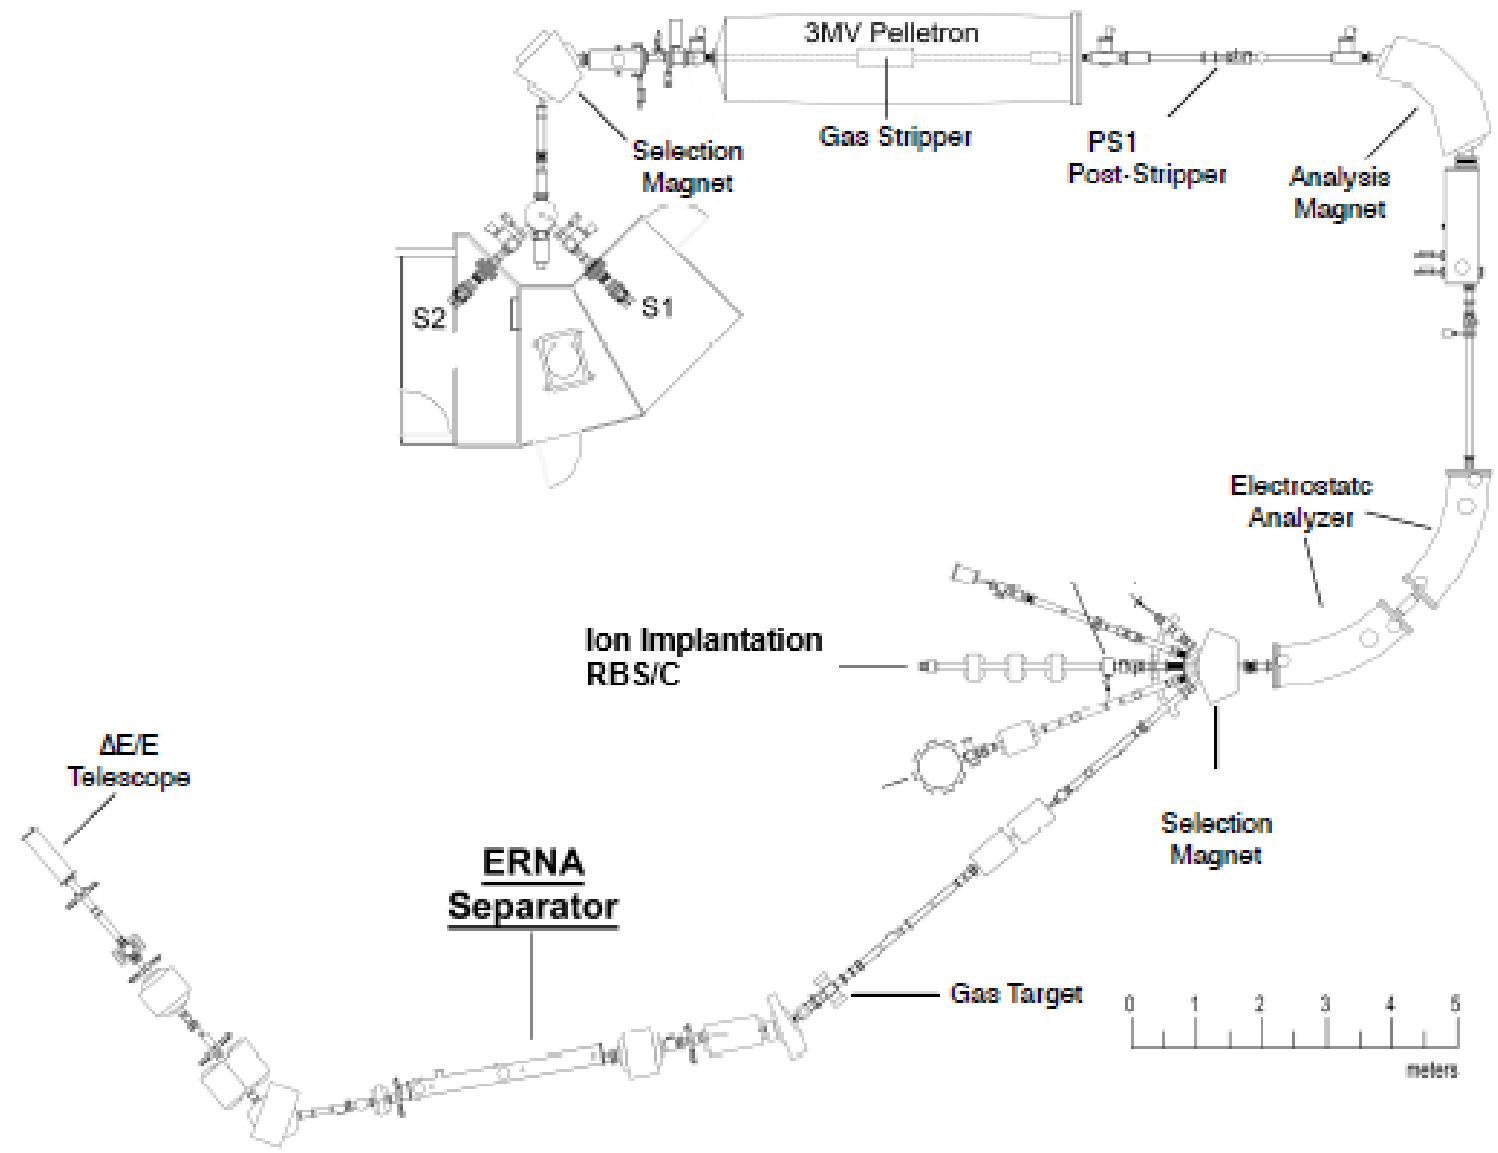 3MV Pelletron
Gas Stripper
Selection
Magnet
PS1
Post-Stripper
Analysis
Magnet
S2
S1
Electrostatc
Analyzer
Ion Implantation
RBS/C
ΔE/E
Telescope
Selection
Magnet
ERNA
Separator
Gas Target
0 1 2 3 4 5
meters